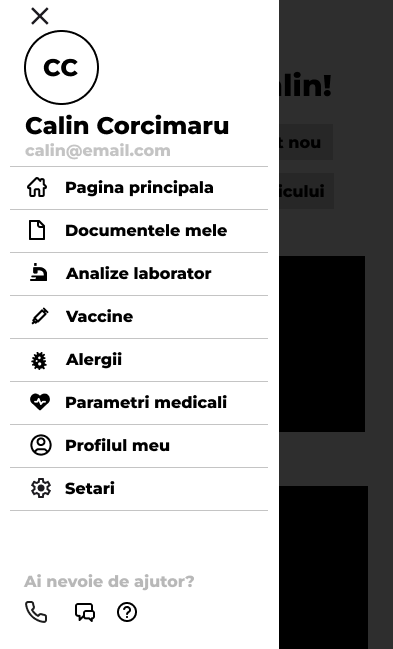 CC
alin!
Calin Corcimaru
t nou
calin@email.com
Pagina principala
icului
Documentele mele
Analize laborator
Vaccine
Alergii
Parametri medicali
Profilul meu
Setari
Ai nevoie de ajutor?